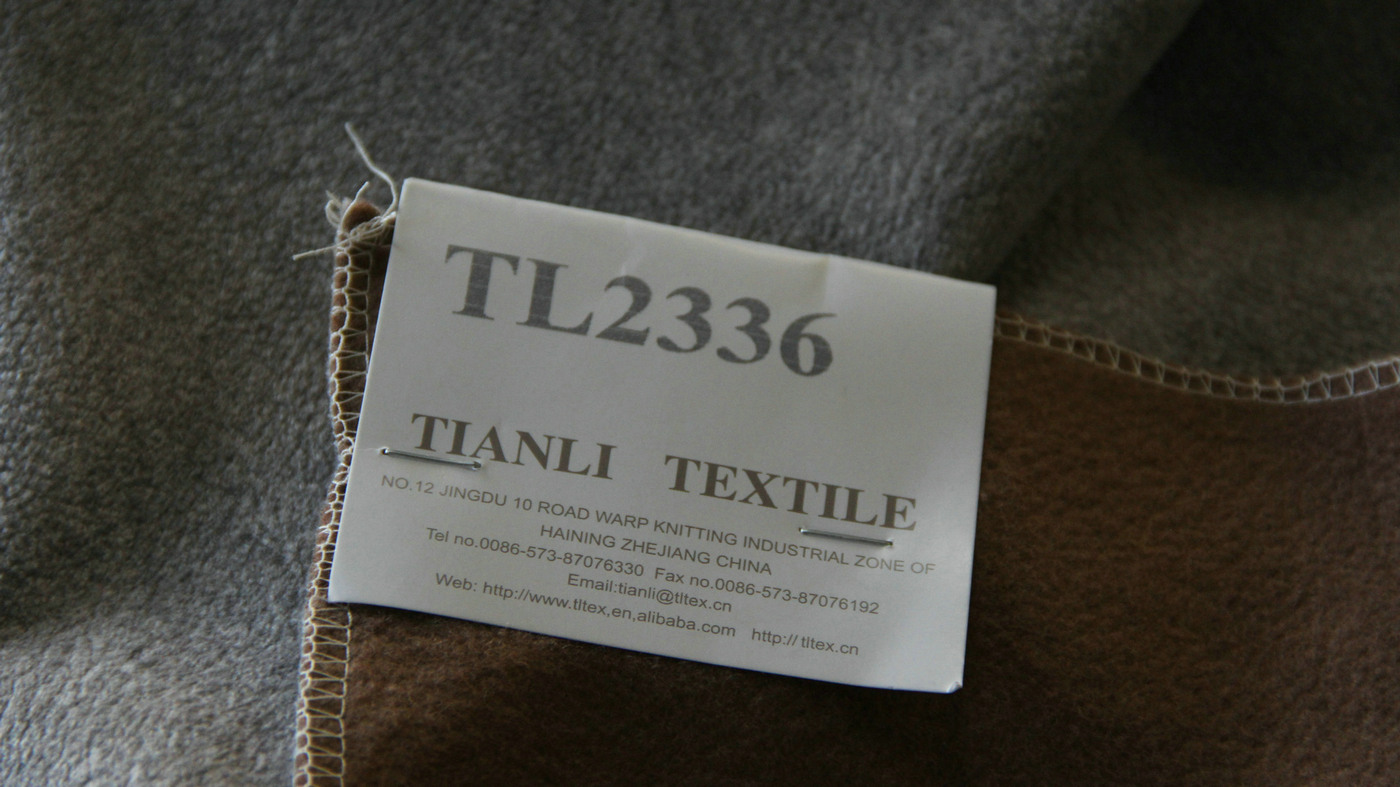 TL2336
TIANLI TEXTILE
NO.12 JINGDU 10 ROAD WARP KNITTING INDUSTRIAL ZONE OF
HAINING ZHEJIANG CHINA
Tel no.0086-573-87076330 Fax no.0086-573-87076192
Email:tianli@tltex.cn
Web: http://www.tltex,en,alibaba.com http:// tltex.cn